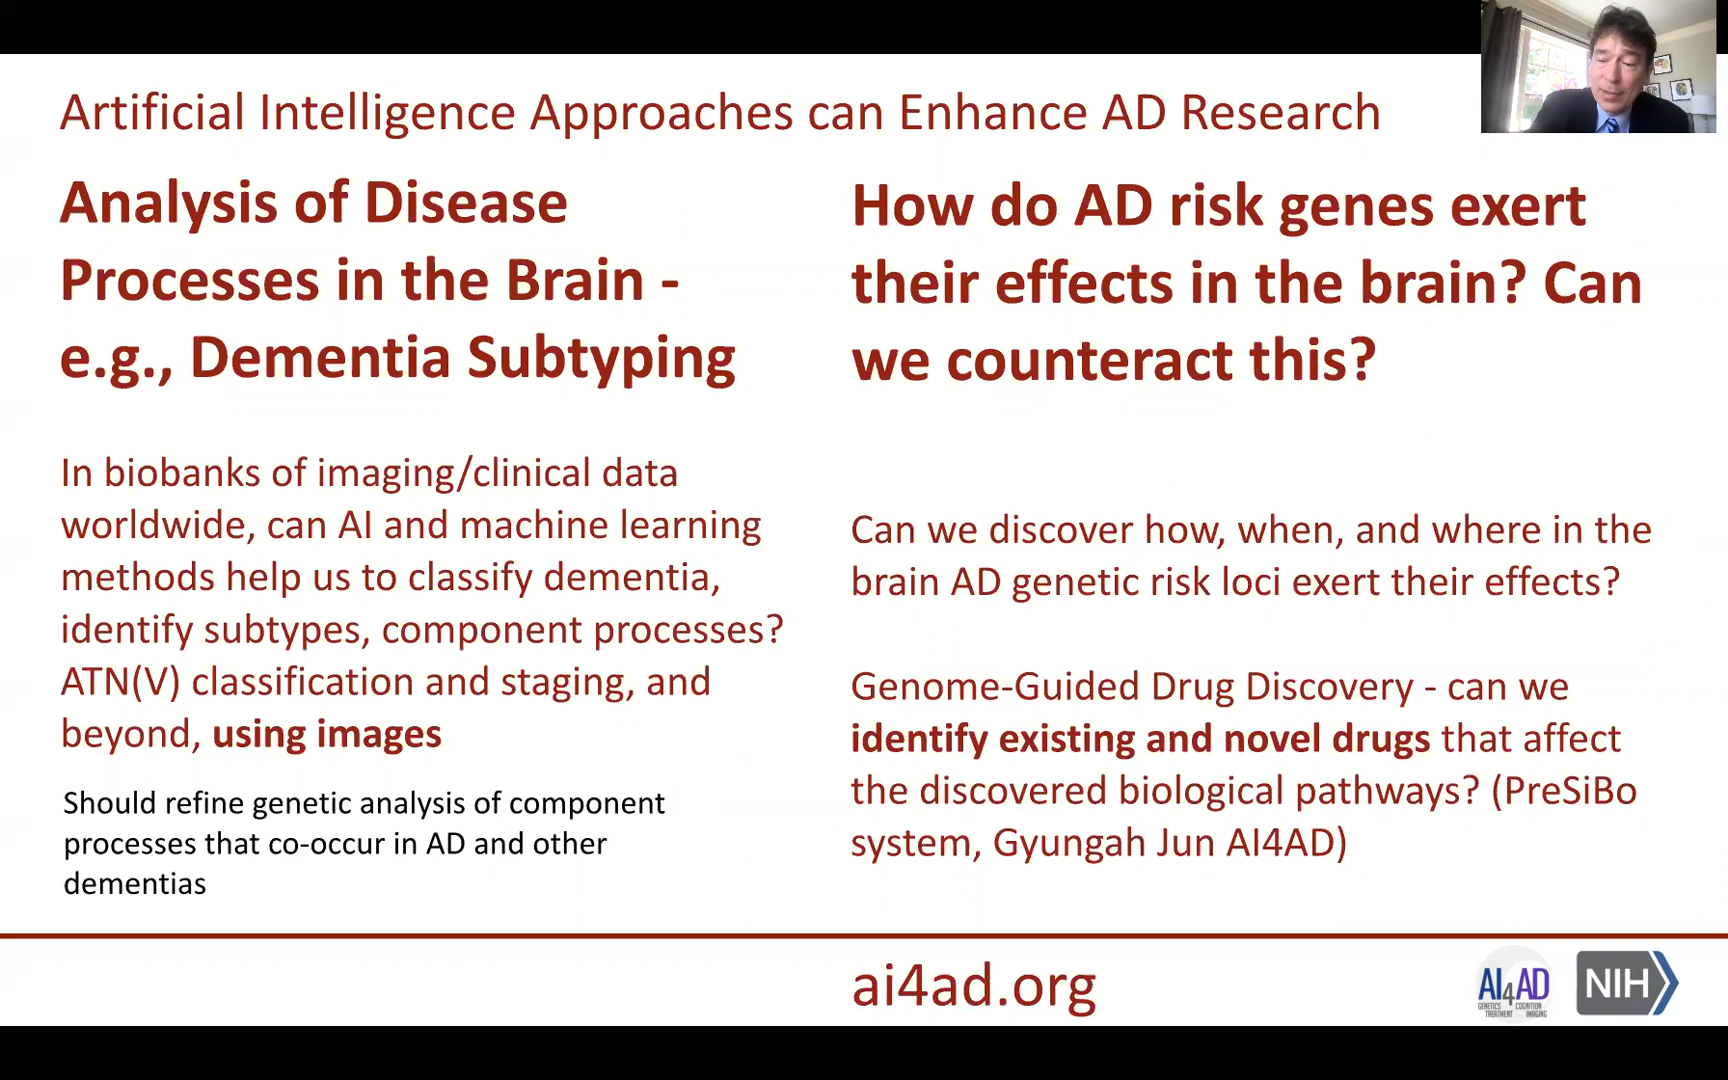 Artificial Intelligence Approaches can Enhance AD Research
Analysis of Disease
Processes in the Brain -
e.g., Dementia Subtyping
In biobanks of imaging/clinical data
worldwide, can AI and machine learning
methods help us to classify dementia,
identify subtypes, component processes?
ATN(V) classification and staging, and
beyond, using images
Should refine genetic analysis of component
processes that co-occur in AD and other
dementias
How do AD risk genes exert
their effects in the brain? Can
we counteract this?
Can we discover how, when, and where in the
brain AD genetic risk loci exert their effects?
Genome-Guided Drug Discovery - can we
identify existing and novel drugs that affect
the discovered biological pathways? (PreSiBo
system, Gyungah Jun AI4AD)
ai4ad.org
AI4AD
GENETICS COGNITION
TREATMENT IMAGING
NIH